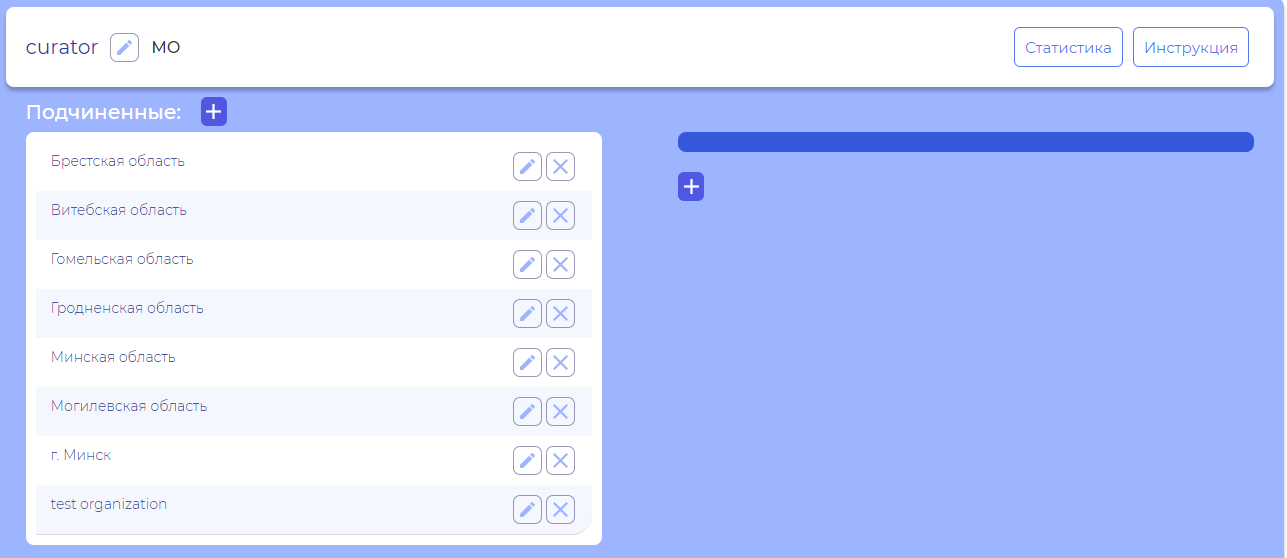 curator МО Статистика Инструкция
Подчиненные:
Брестская область
Витебская область
Гомельская область
Гродненская область
Минская область
Могилевская область
г. Минск
test organization